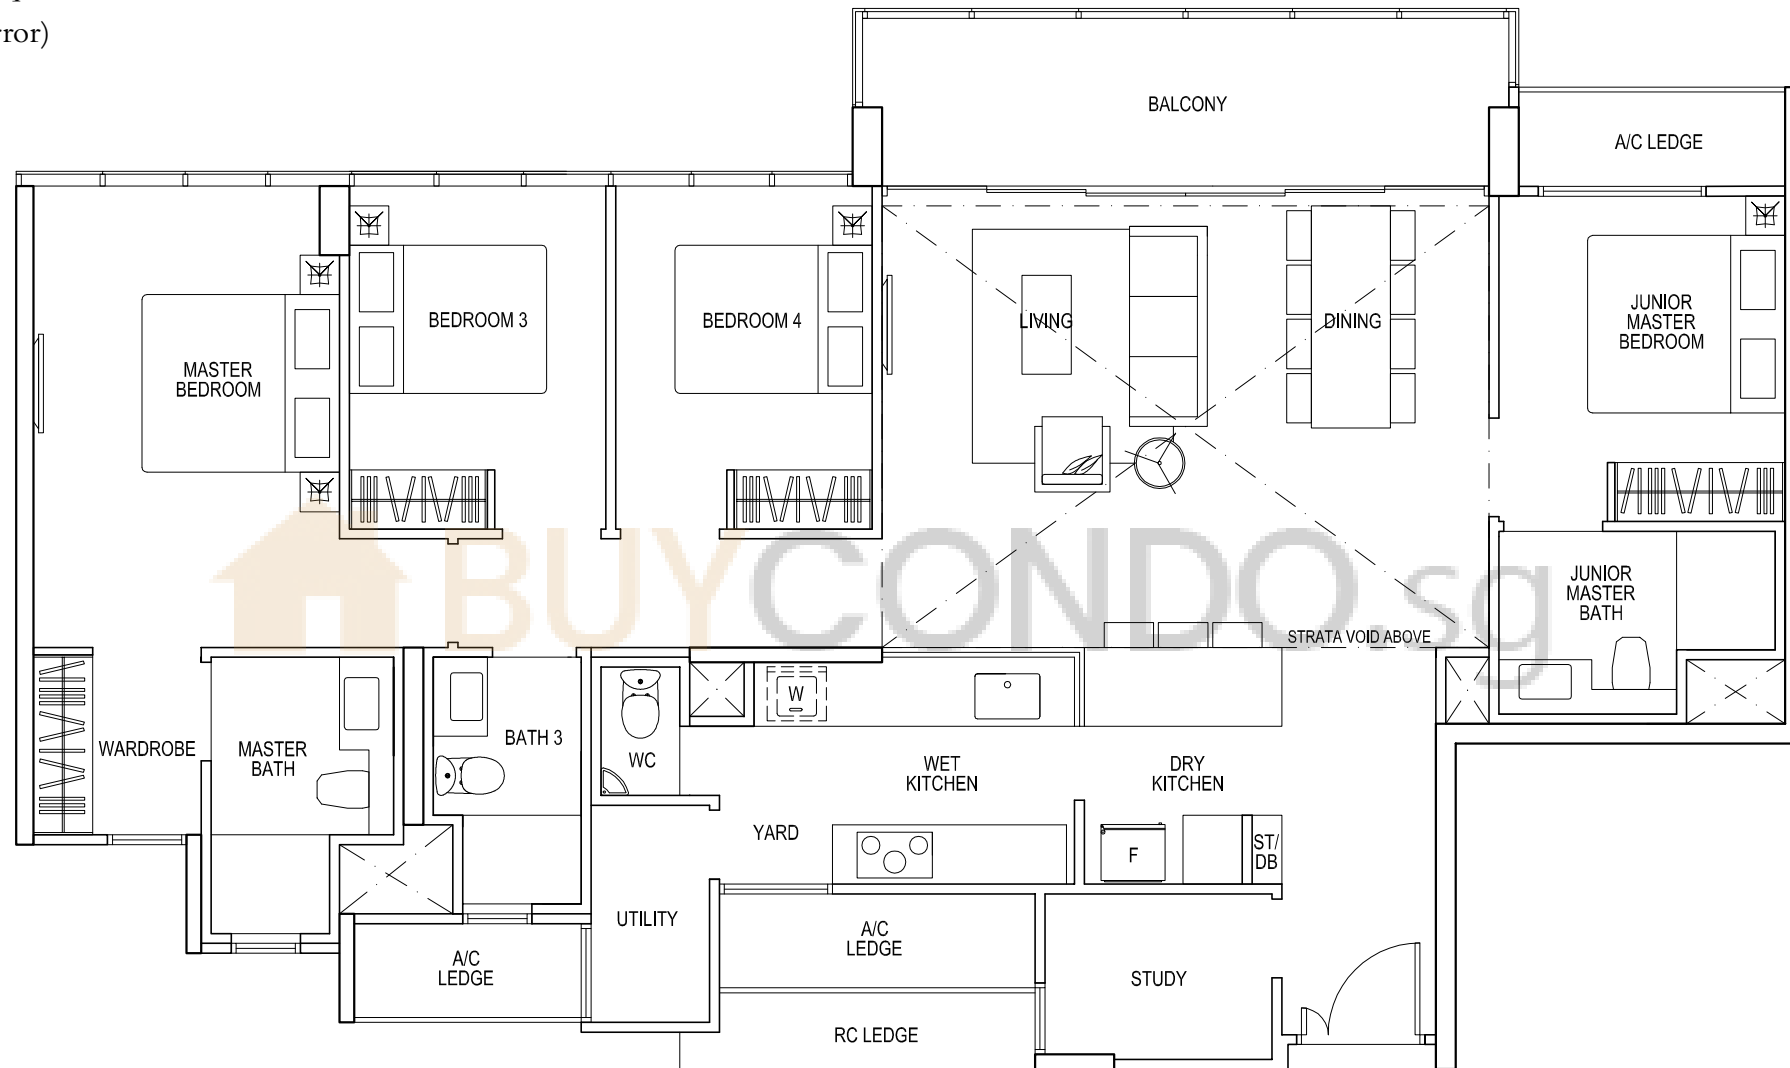 rror)
BALCONY
A/C LEDGE
BEDROOM 3
BEDROOM 4
LIVING
DINING
JUNIOR
MASTER
BEDROOM
MASTER
BEDROOM
BUYCONDO.sg
JUNIOR
MASTER
BATH
STRATA VOID ABOVE
W
WARDROBE
MASTER
BATH
BATH 3
WC
WET
KITCHEN
DRY
KITCHEN
YARD
F
ST/
DB
UTILITY
A/C
LEDGE
A/C
LEDGE
STUDY
RC LEDGE